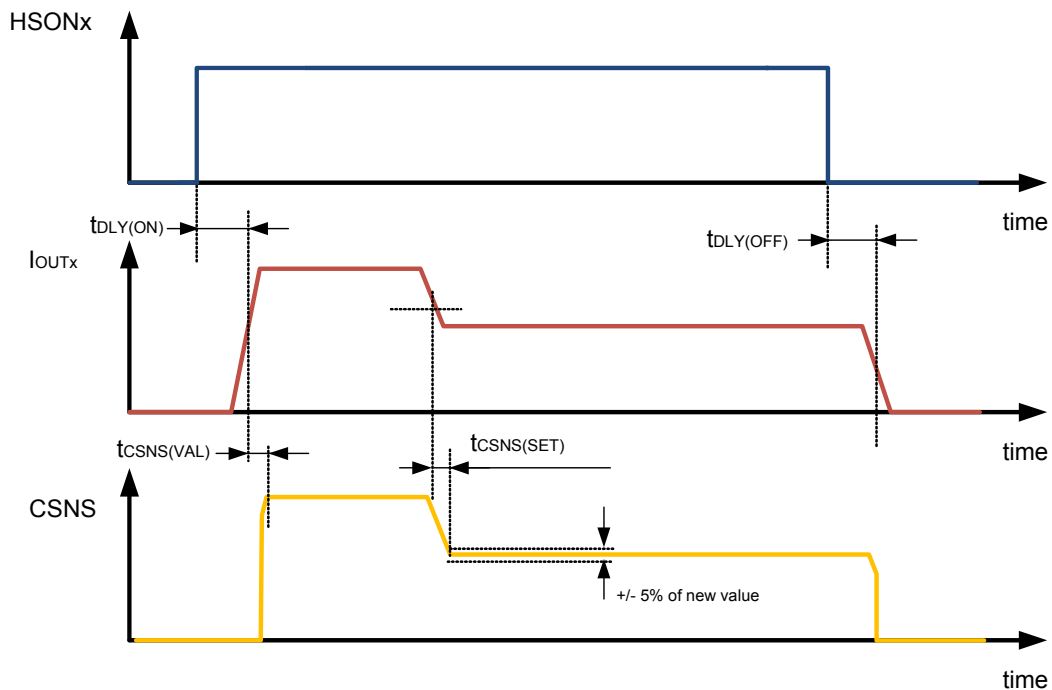 HSONx
time
tDLY(ON)
tDLY(OFF)
IOUTx
time
tCSNS(VAL)
tCSNS(SET)
CSNS
+/- 5% of new value
time